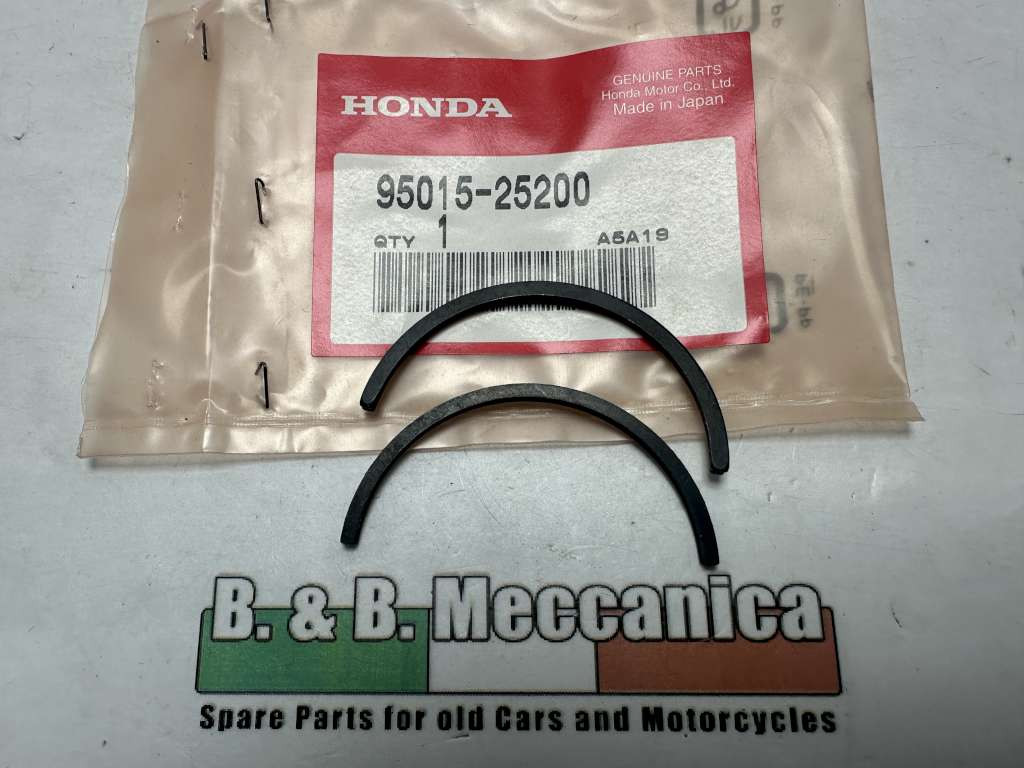 HONDA
GENUINE PARTS
Honda Motor Co., Ltd.
Made in Japan
95015-25200
QTY 1 A5A19
B. & B. Meccanica
Spare Parts for old Cars and Motorcycles